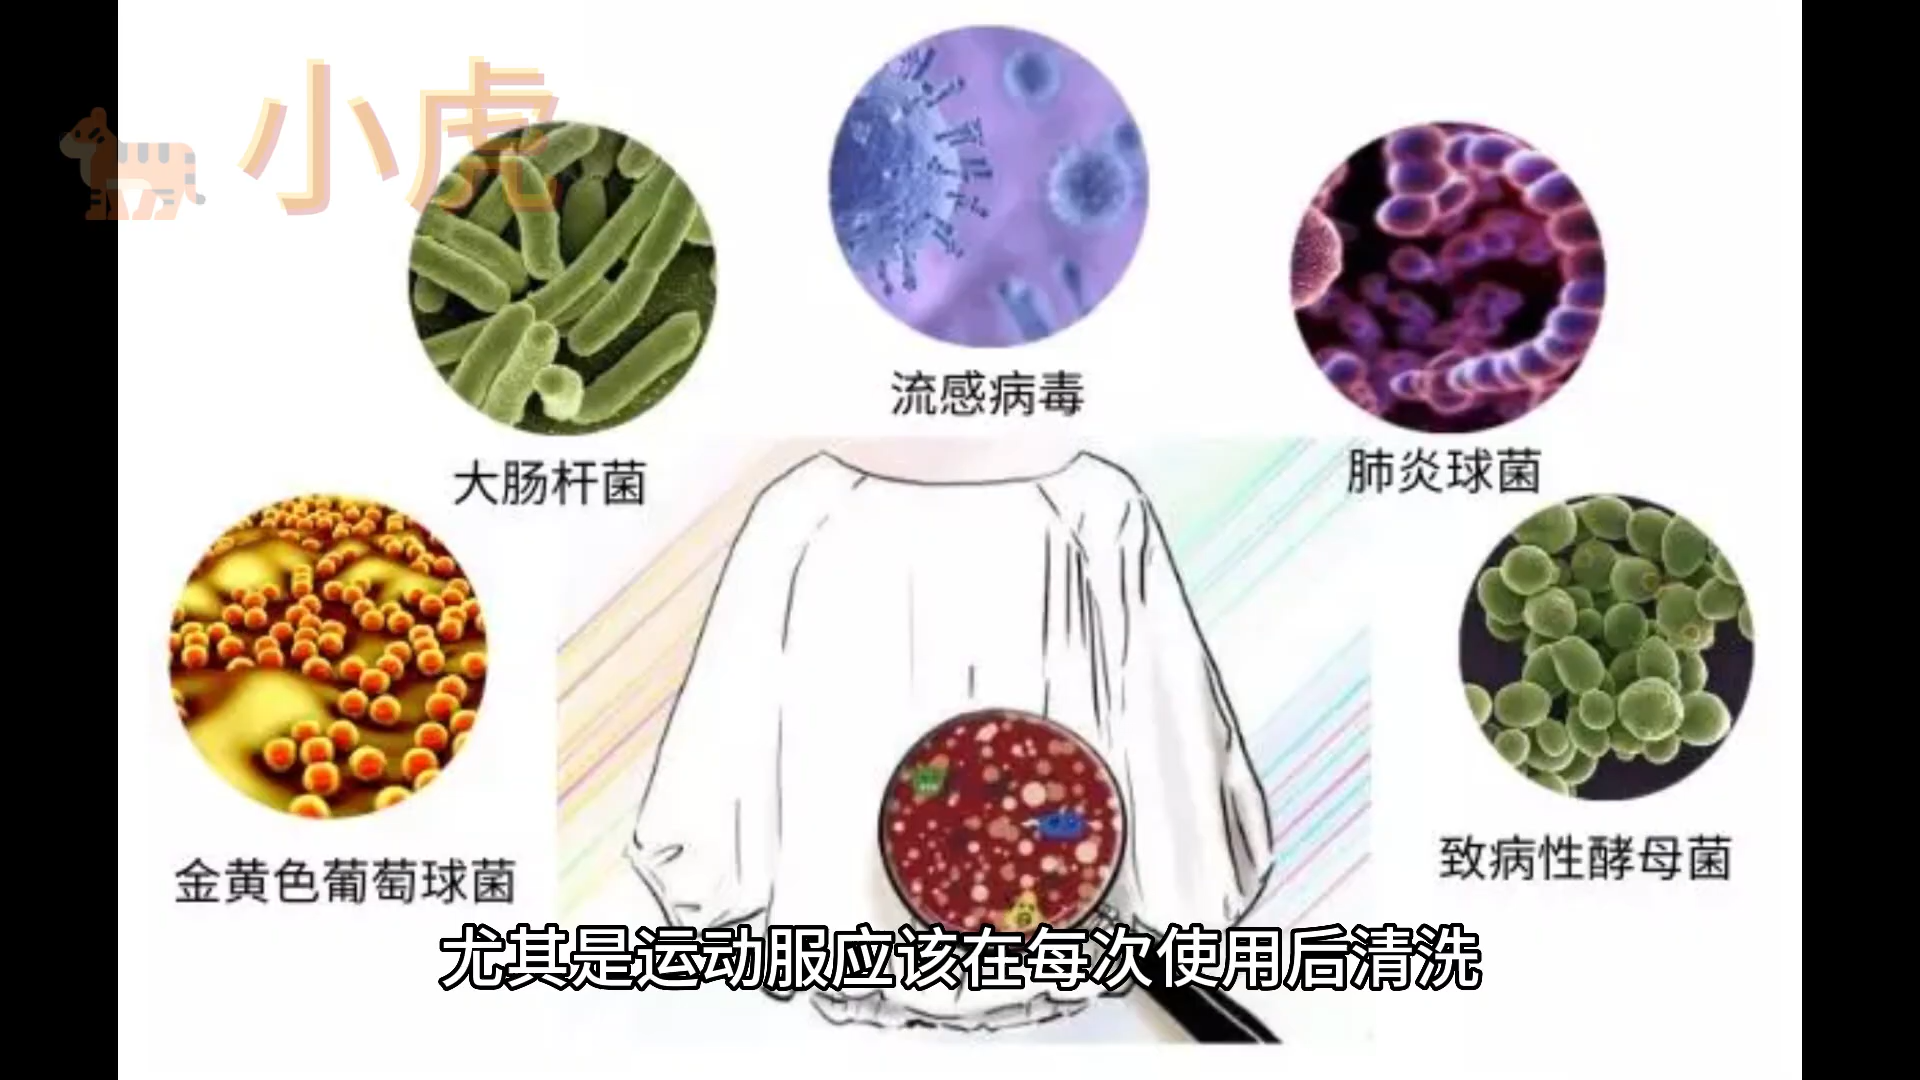 小虎
流感病毒
大肠杆菌
肺炎球菌
金黄色葡萄球菌
致病性酵母菌
尤其是运动服应该在每次使用后清洗